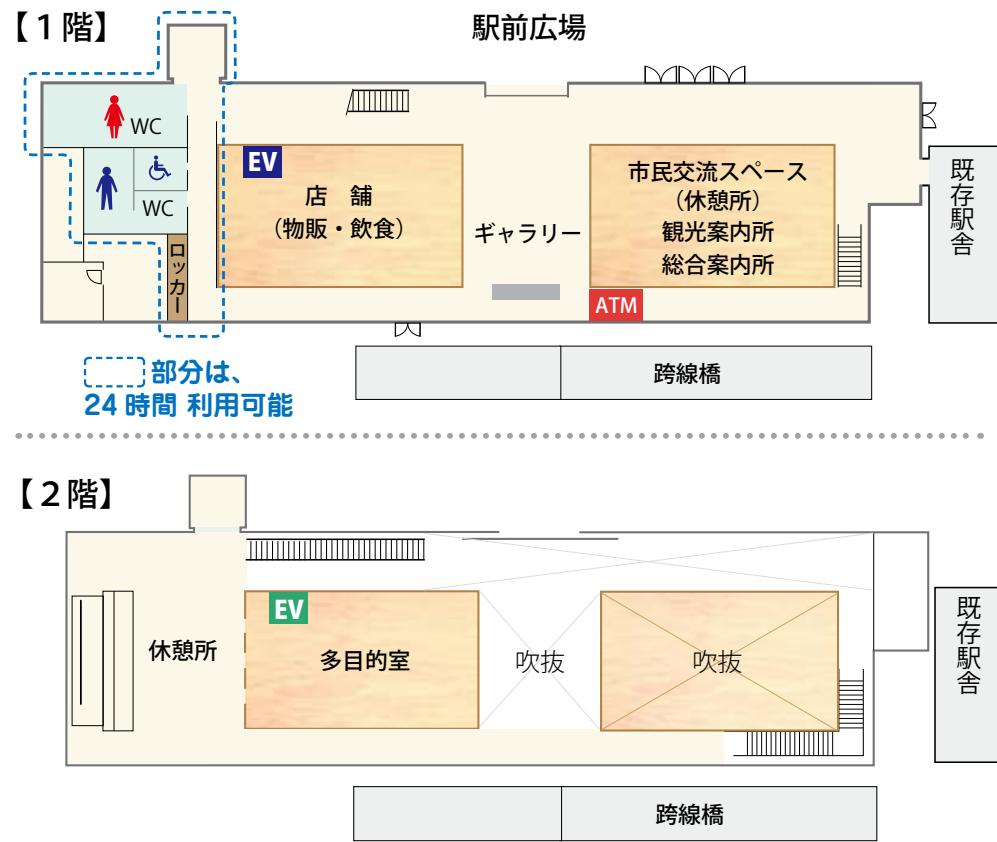 【1階】
駅前広場
WC
WC
EV
店　舗
（物販・飲食）
ギャラリー
市民交流スペース
（休憩所）
観光案内所
総合案内所
既存駅舎
ロッカー
ATM
部分は、
24時間 利用可能
跨線橋
【2階】
EV
休憩所
多目的室
吹抜
吹抜
既存駅舎
跨線橋